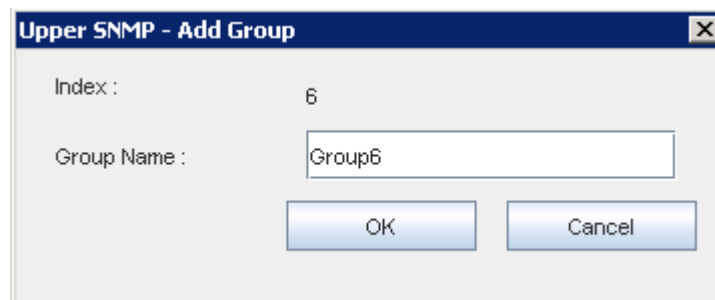 Upper SNMP - Add Group
Index : 6
Group Name : Group6
OK Cancel